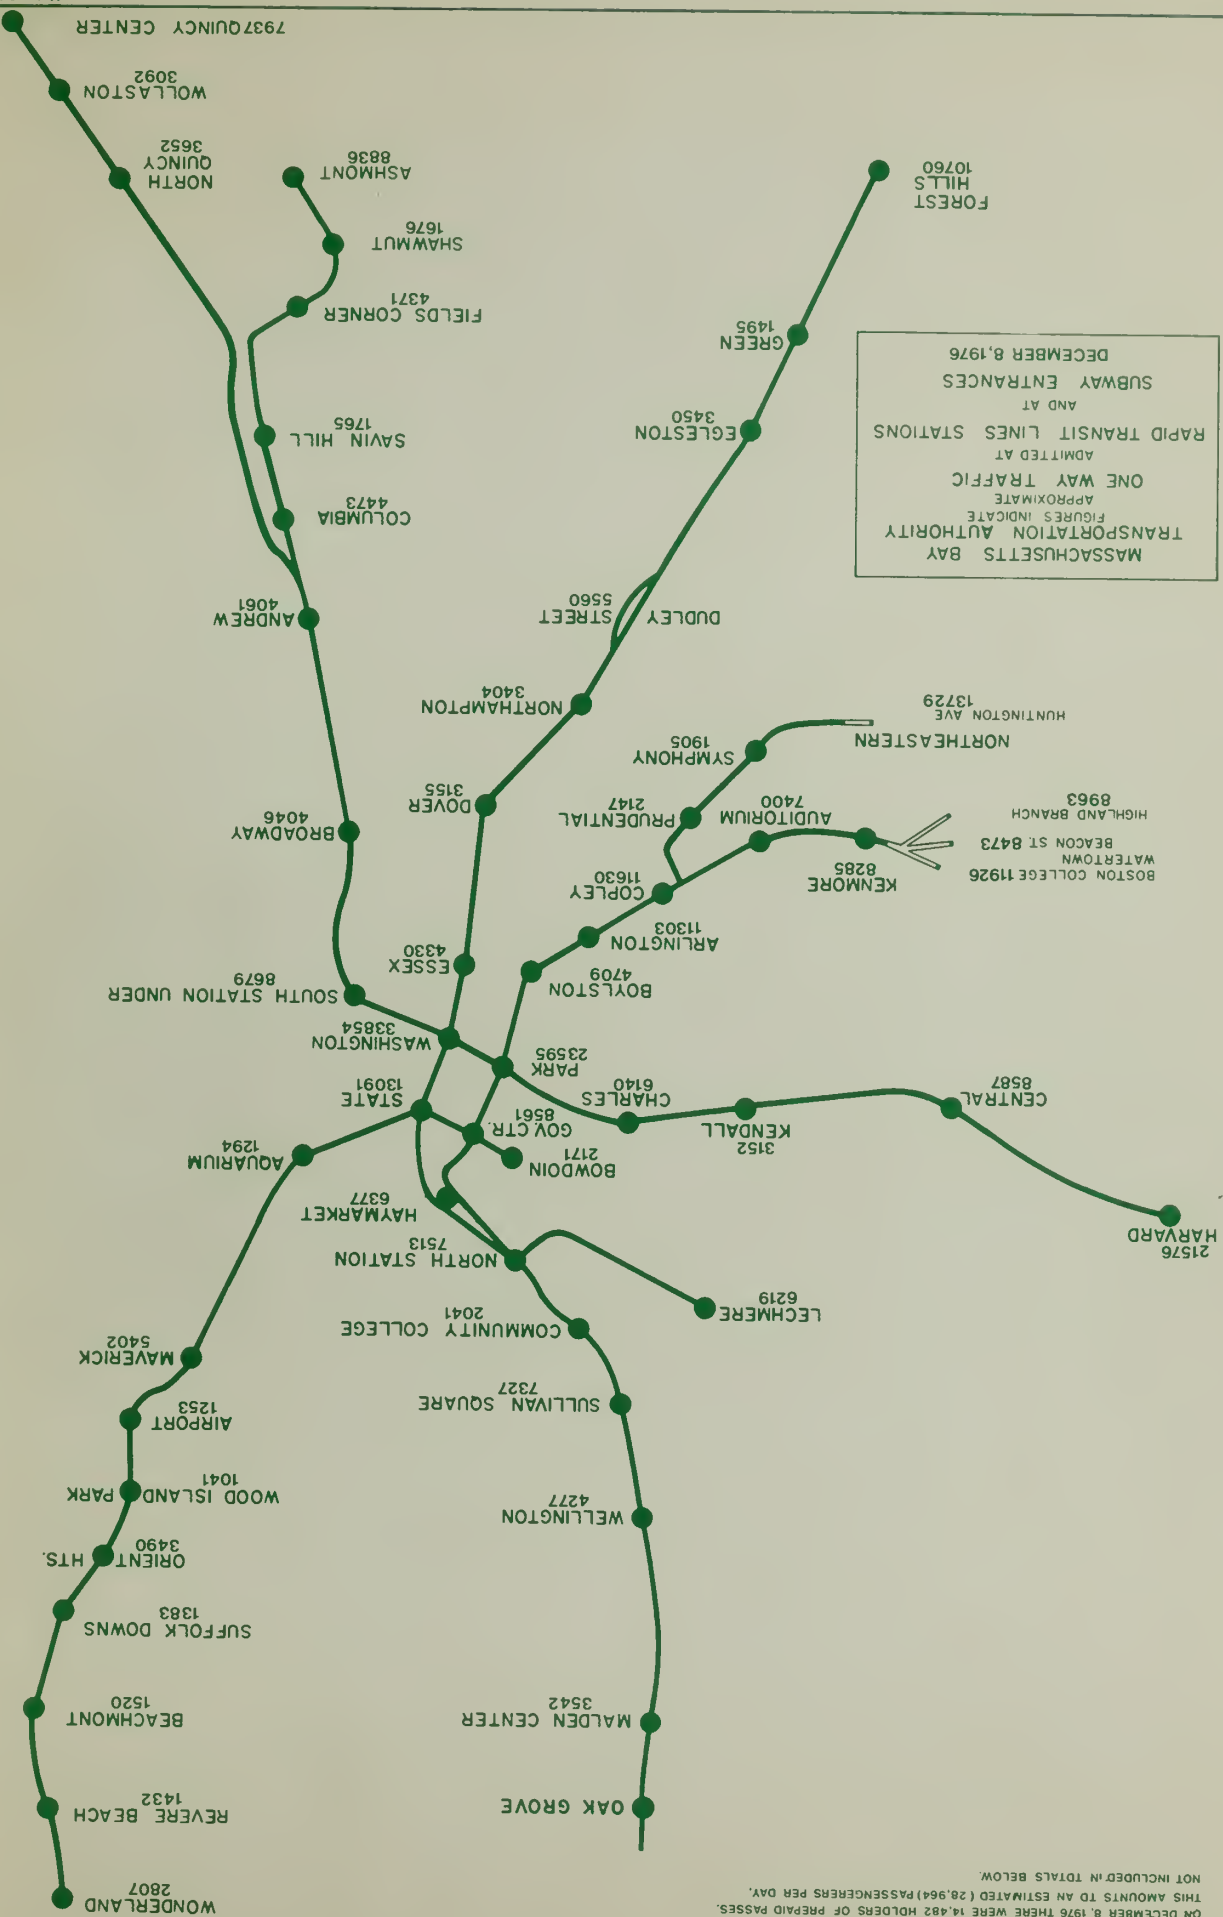 ON DECEMBER 8, 1976 THERE WERE 14,482 HOLDERS OF PREPAID PASSES.
THIS AMOUNTS TO AN ESTIMATED (28,964) PASSENGERS PER DAY.
NOT INCLUDED IN TOTALS BELOW.
WONDERLAND
2807
OAK GROVE
REVERE BEACH
1432
MALDEN CENTER
3542
BEACHMONT
1520
SUFFOLK DOWNS
1383
ORIENT HTS.
3490
WELLINGTON
4277
WOOD ISLAND PARK
1041
SULLIVAN SQUARE
7327
AIRPORT
1253
COMMUNITY COLLEGE
2041
MAVERICK
5402
LECHMERE
6219
NORTH STATION
7513
21576
HARVARD
HAYMARKET
6377
BOWDOIN
2171
AQUARIUM
1294
3152
KENDALL
GOV. CTR.
8561
CENTRAL
8587
CHARLES
6140
STATE
13091
PARK
23595
WASHINGTON
33854
SOUTH STATION UNDER
8679
BOYLSTON
4709
ESSEX
4330
ARLINGTON
11303
KENMORE
8285
COPLEY
11630
BOSTON COLLEGE 11926
WATERTOWN
BEACON ST. 8473
HIGHLAND BRANCH
8963
AUDITORIUM
7400
PRUDENTIAL
2147
BROADWAY
4046
DOVER
3155
SYMPHONY
1905
NORTHEASTERN
HUNTINGTON AVE
13729
NORTHAMPTON
3404
DUDLEY STREET
5560
ANDREW
4061
MASSACHUSETTS BAY
TRANSPORTATION AUTHORITY
FIGURES INDICATE
APPROXIMATE
ONE WAY TRAFFIC
ADMITTED AT
RAPID TRANSIT LINES STATIONS
AND AT
SUBWAY ENTRANCES
DECEMBER 8, 1976
COLUMBIA
4473
SAVIN HILL
1765
EGLESTON
3450
GREEN
1495
FIELDS CORNER
4371
SHAWMUT
1676
FOREST
HILLS
10760
ASHMONT
8836
NORTH
QUINCY
3652
WOLLASTON
3092
7937 QUINCY CENTER